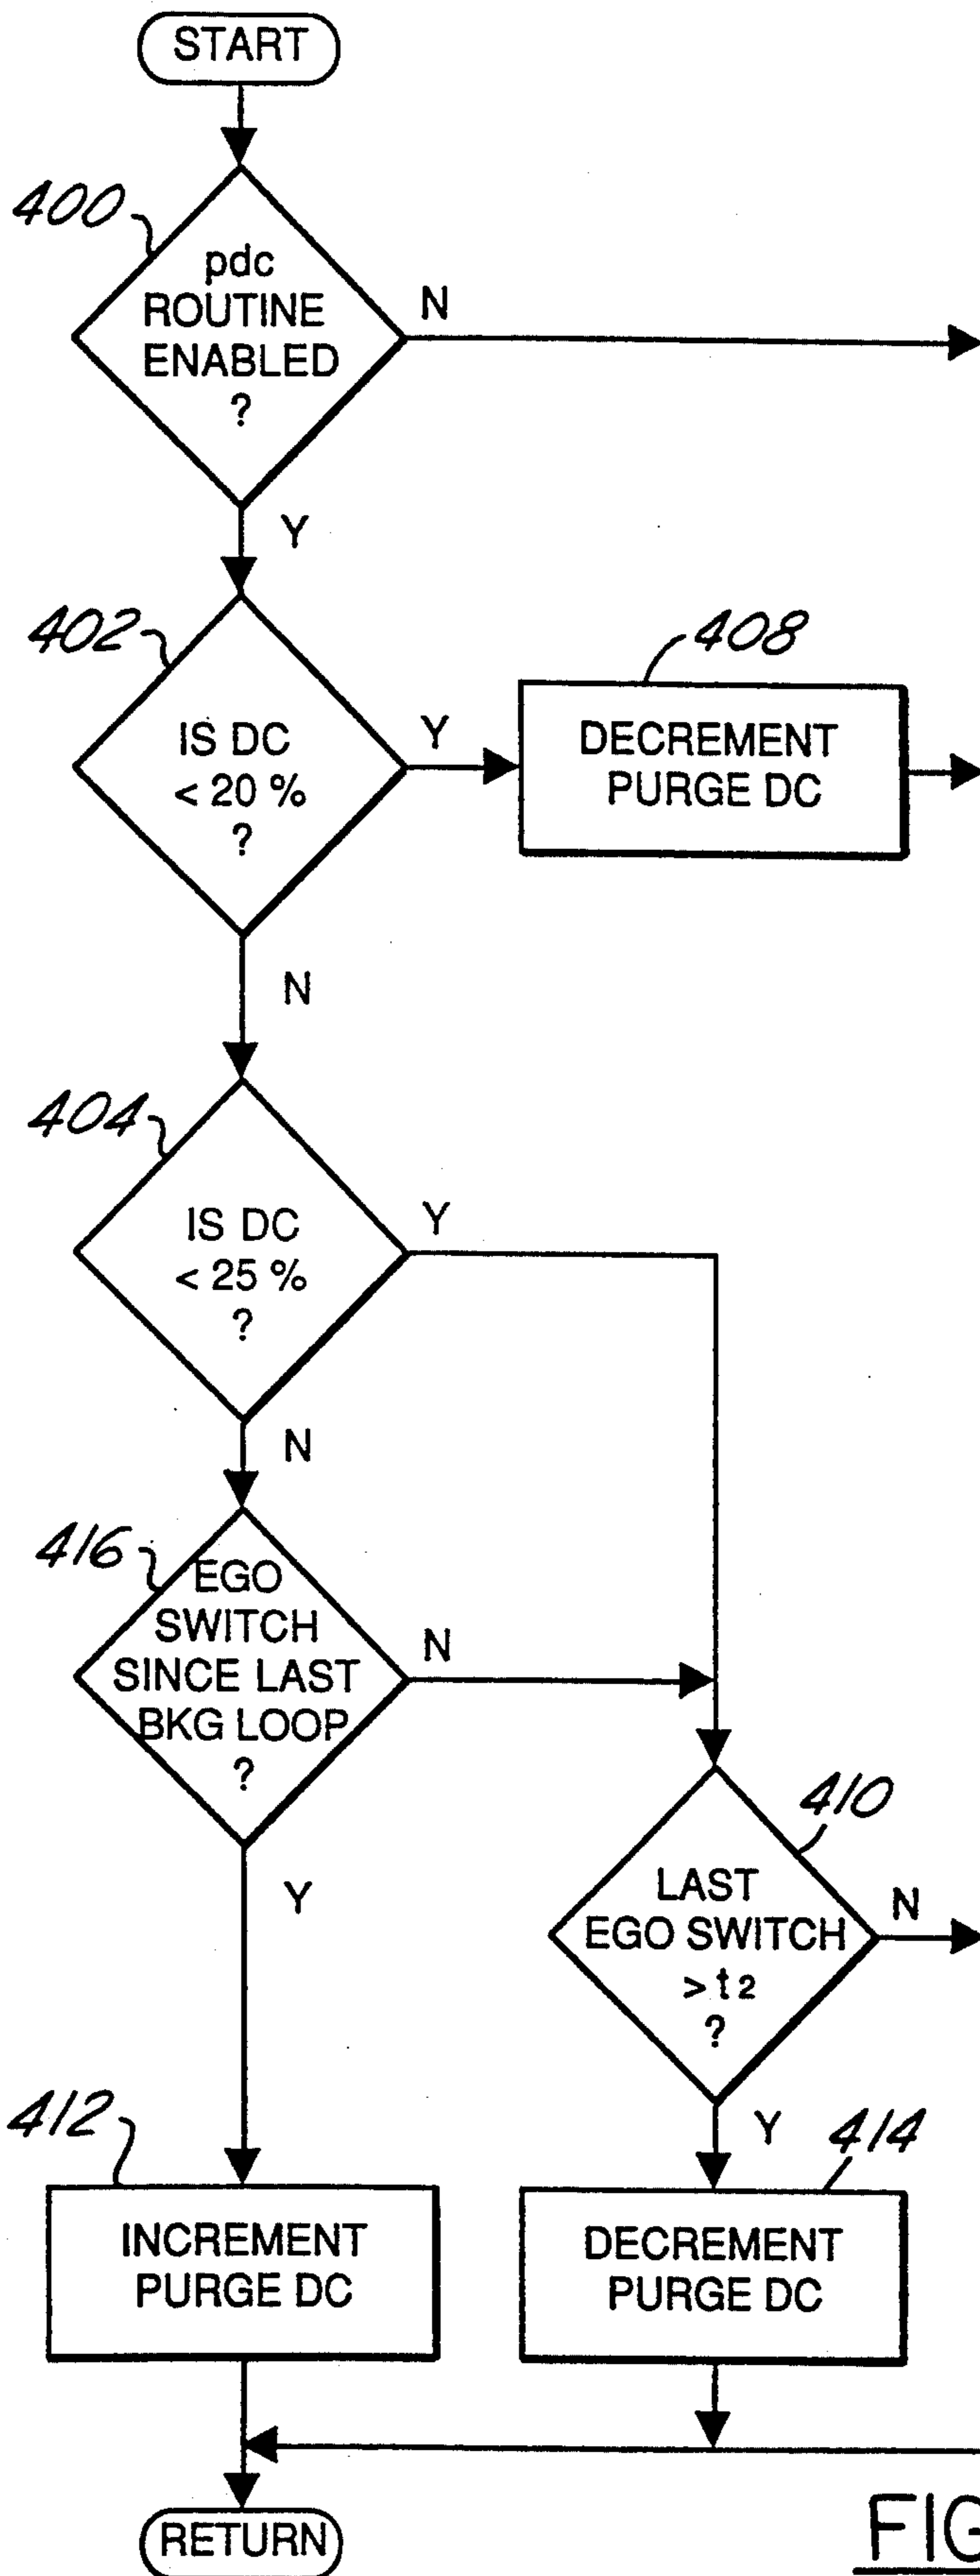 START
400
pdc
ROUTINE
ENABLED
?
N
Y
402
IS DC
< 20 %
?
Y
408
DECREMENT
PURGE DC
N
404
IS DC
< 25 %
?
Y
N
416
EGO
SWITCH
SINCE LAST
BKG LOOP
?
N
Y
410
LAST
EGO SWITCH
> t2
?
N
Y
412
INCREMENT
PURGE DC
414
DECREMENT
PURGE DC
RETURN
FIG